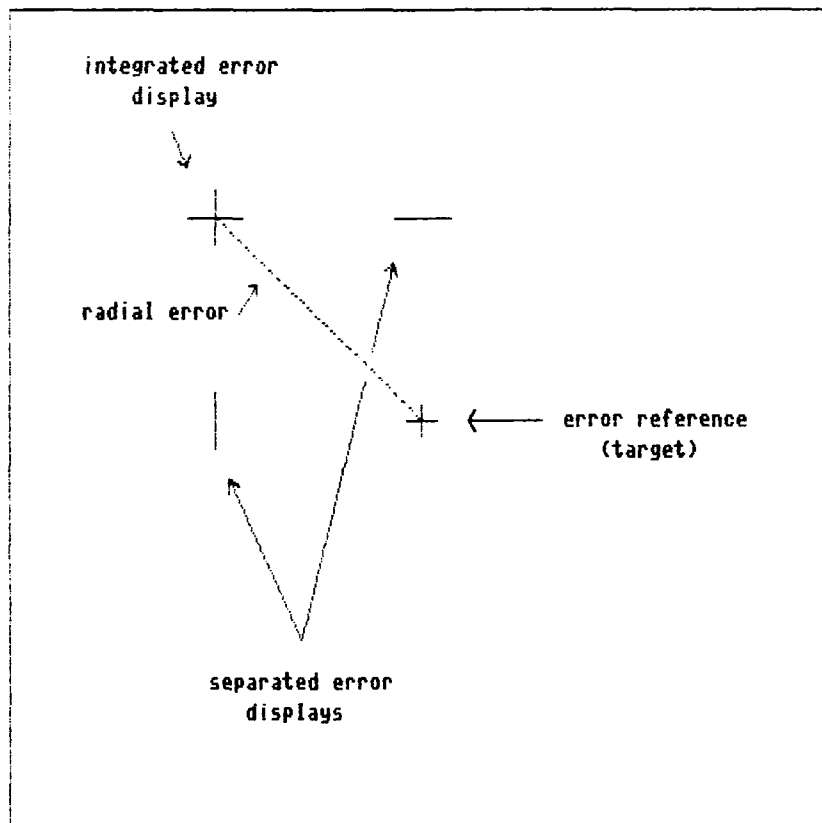 integrated error
display
radial error
error reference
(target)
separated error
displays